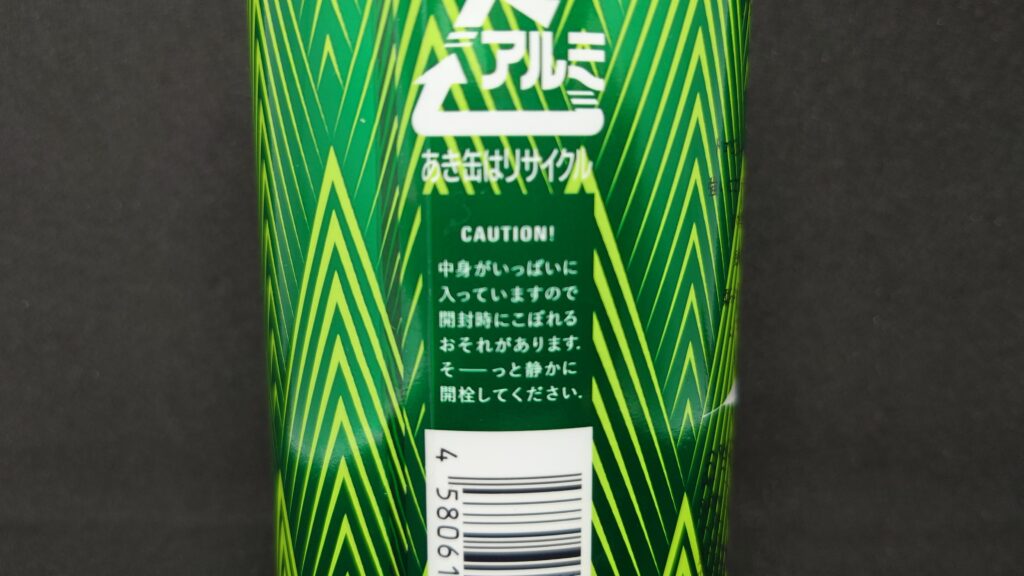 アルミ
あき缶はリサイクル
CAUTION!
中身がいっぱいに
入っていますので
開封時にこぼれる
おそれがあります.
そ──っと静かに
開栓してください.
4
58061